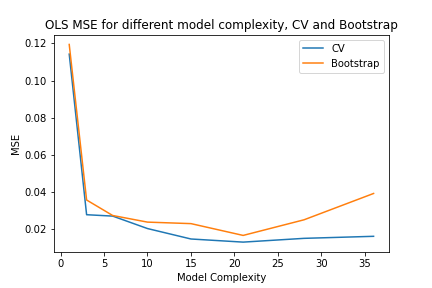 OLS MSE for different model complexity, CV and Bootstrap
CV
Bootstrap
0.12
0.10
0.08
0.06
0.04
0.02
MSE
0 5 10 15 20 25 30 35
Model Complexity